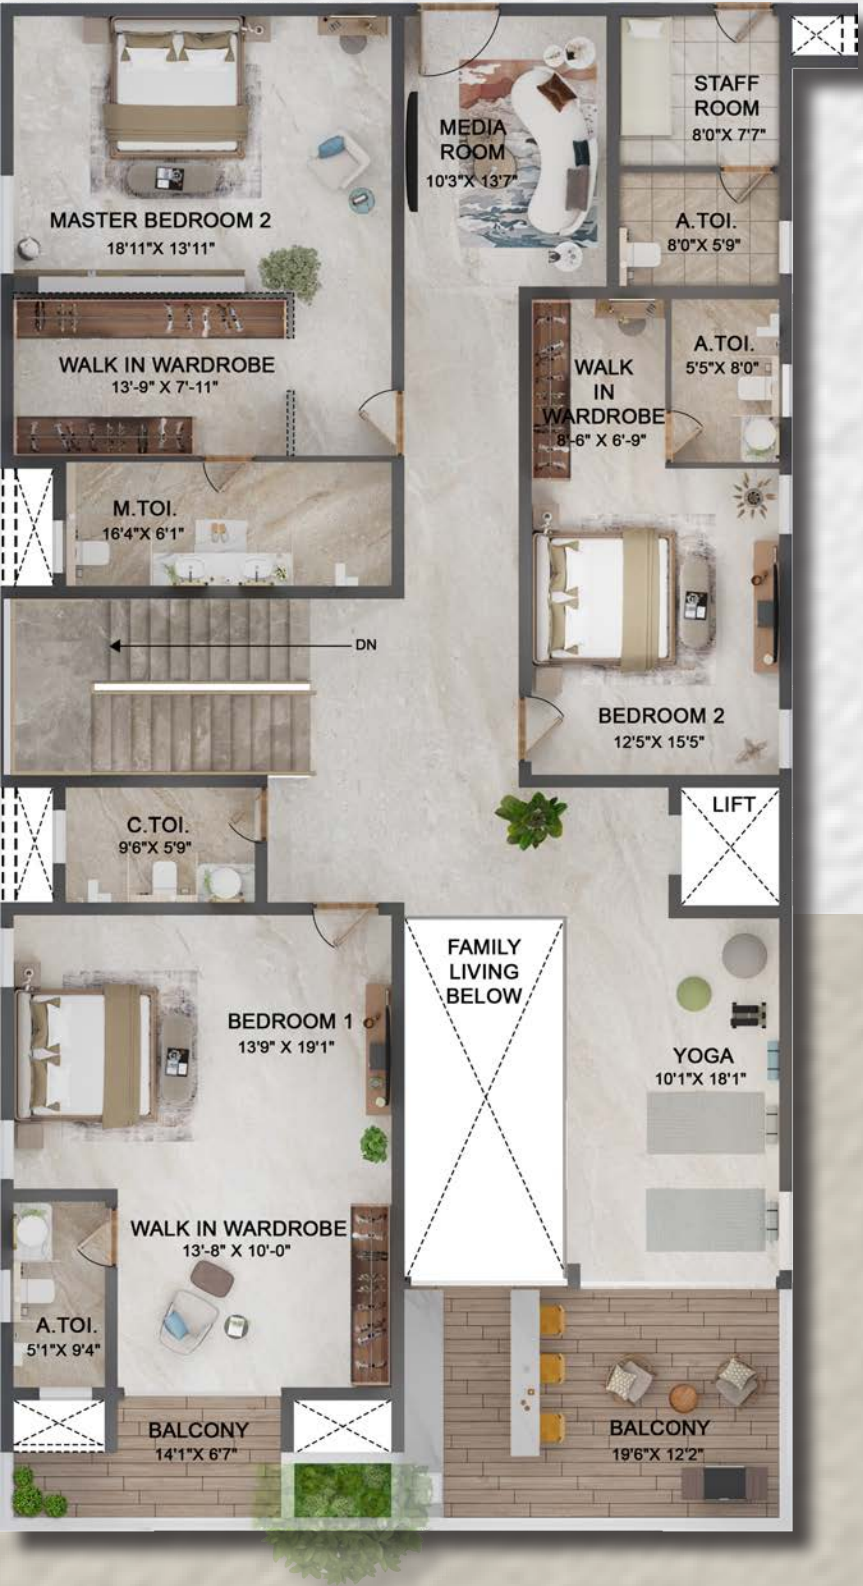 STAFF
ROOM
8'0"X 7'7"
MEDIA
ROOM
10'3"X 13'7"
MASTER BEDROOM 2
18'11"X 13'11"
A.TOI.
8'0"X 5'9"
WALK IN WARDROBE
13'-9" X 7'-11"
WALK
IN
WARDROBE
8'-6" X 6'-9"
A.TOI.
5'5"X 8'0"
M.TOI.
16'4"X 6'1"
DN
BEDROOM 2
12'5"X 15'5"
LIFT
C.TOI.
9'6"X 5'9"
FAMILY
LIVING
BELOW
BEDROOM 1
13'9" X 19'1"
YOGA
10'1"X 18'1"
WALK IN WARDROBE
13'-8" X 10'-0"
A.TOI.
5'1"X 9'4"
BALCONY
14'1"X 6'7"
BALCONY
19'6"X 12'2"